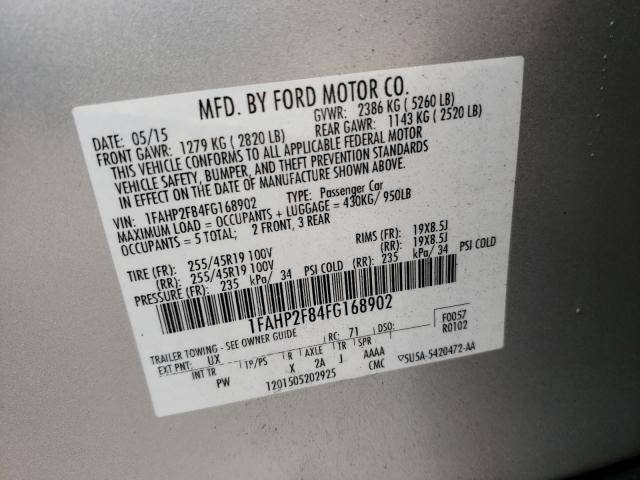 MFD. BY FORD MOTOR CO.
DATE: 05/15 GVWR: 2386 KG ( 5260 LB)
FRONT GAWR: 1279 KG ( 2820 LB) REAR GAWR: 1143 KG ( 2520 LB)
THIS VEHICLE CONFORMS TO ALL APPLICABLE FEDERAL MOTOR
VEHICLE SAFETY, BUMPER, AND THEFT PREVENTION STANDARDS
IN EFFECT ON THE DATE OF MANUFACTURE SHOWN ABOVE.
VIN: 1FAHP2F84FG168902 TYPE: Passenger Car
MAXIMUM LOAD = OCCUPANTS + LUGGAGE = 430KG/ 950LB
OCCUPANTS = 5 TOTAL; 2 FRONT, 3 REAR
TIRE (FR): 255/45R19 100V RIMS (FR): 19X8.5J
(RR): 255/45R19 100V (RR): 19X8.5J
PRESSURE (FR): 235 kPa/ 34 PSI COLD (RR): 235 kPa/ 34 PSI COLD
1FAHP2F84FG168902
TRAILER TOWING - SEE OWNER GUIDE RC: 71 DSO: F0057
EXT PNT: UX R0102
INT TR TP/PS R AXLE TR SPR
PW X 2A J AAAA
1201505202925 CMC ▽5U5A-5420472-AA